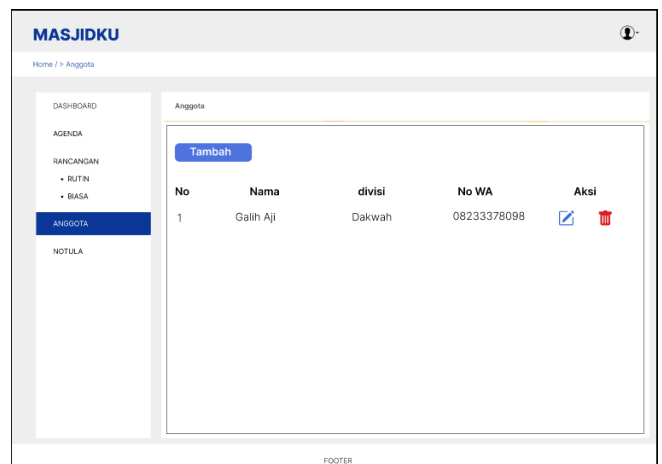 MASJIDKU
Home / > Anggota
DASHBOARD
AGENDA
RANCANGAN
• RUTIN
• BIASA
ANGGOTA
NOTULA
Anggota
Tambah
No Nama divisi No WA Aksi
1 Galih Aji Dakwah 08233378098
FOOTER